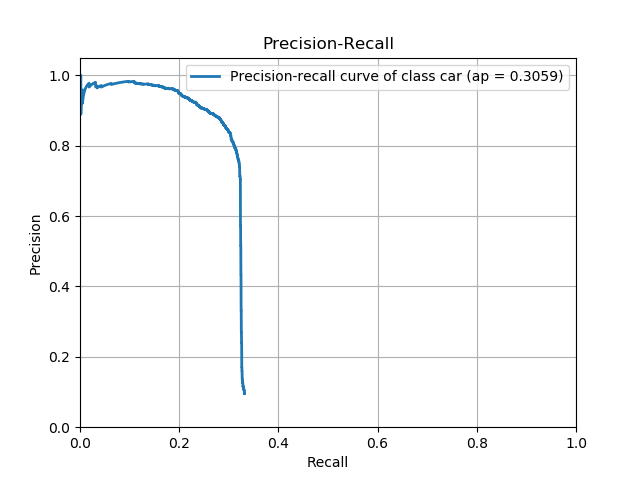 Precision-Recall
Precision-recall curve of class car (ap = 0.3059)
1.0
0.8
0.6
0.4
0.2
0.0
Precision
0.0 0.2 0.4 0.6 0.8 1.0
Recall